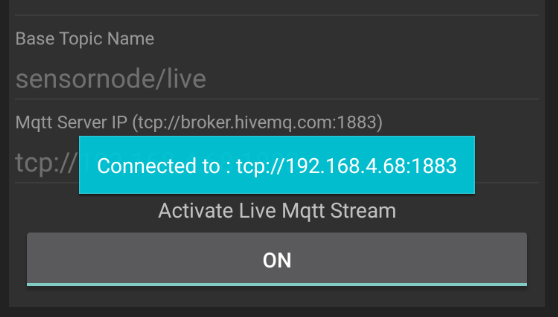 Base Topic Name
sensornode/live
Mqtt Server IP (tcp://broker.hivemq.com:1883)
tcp://
Connected to : tcp://192.168.4.68:1883
Activate Live Mqtt Stream
ON